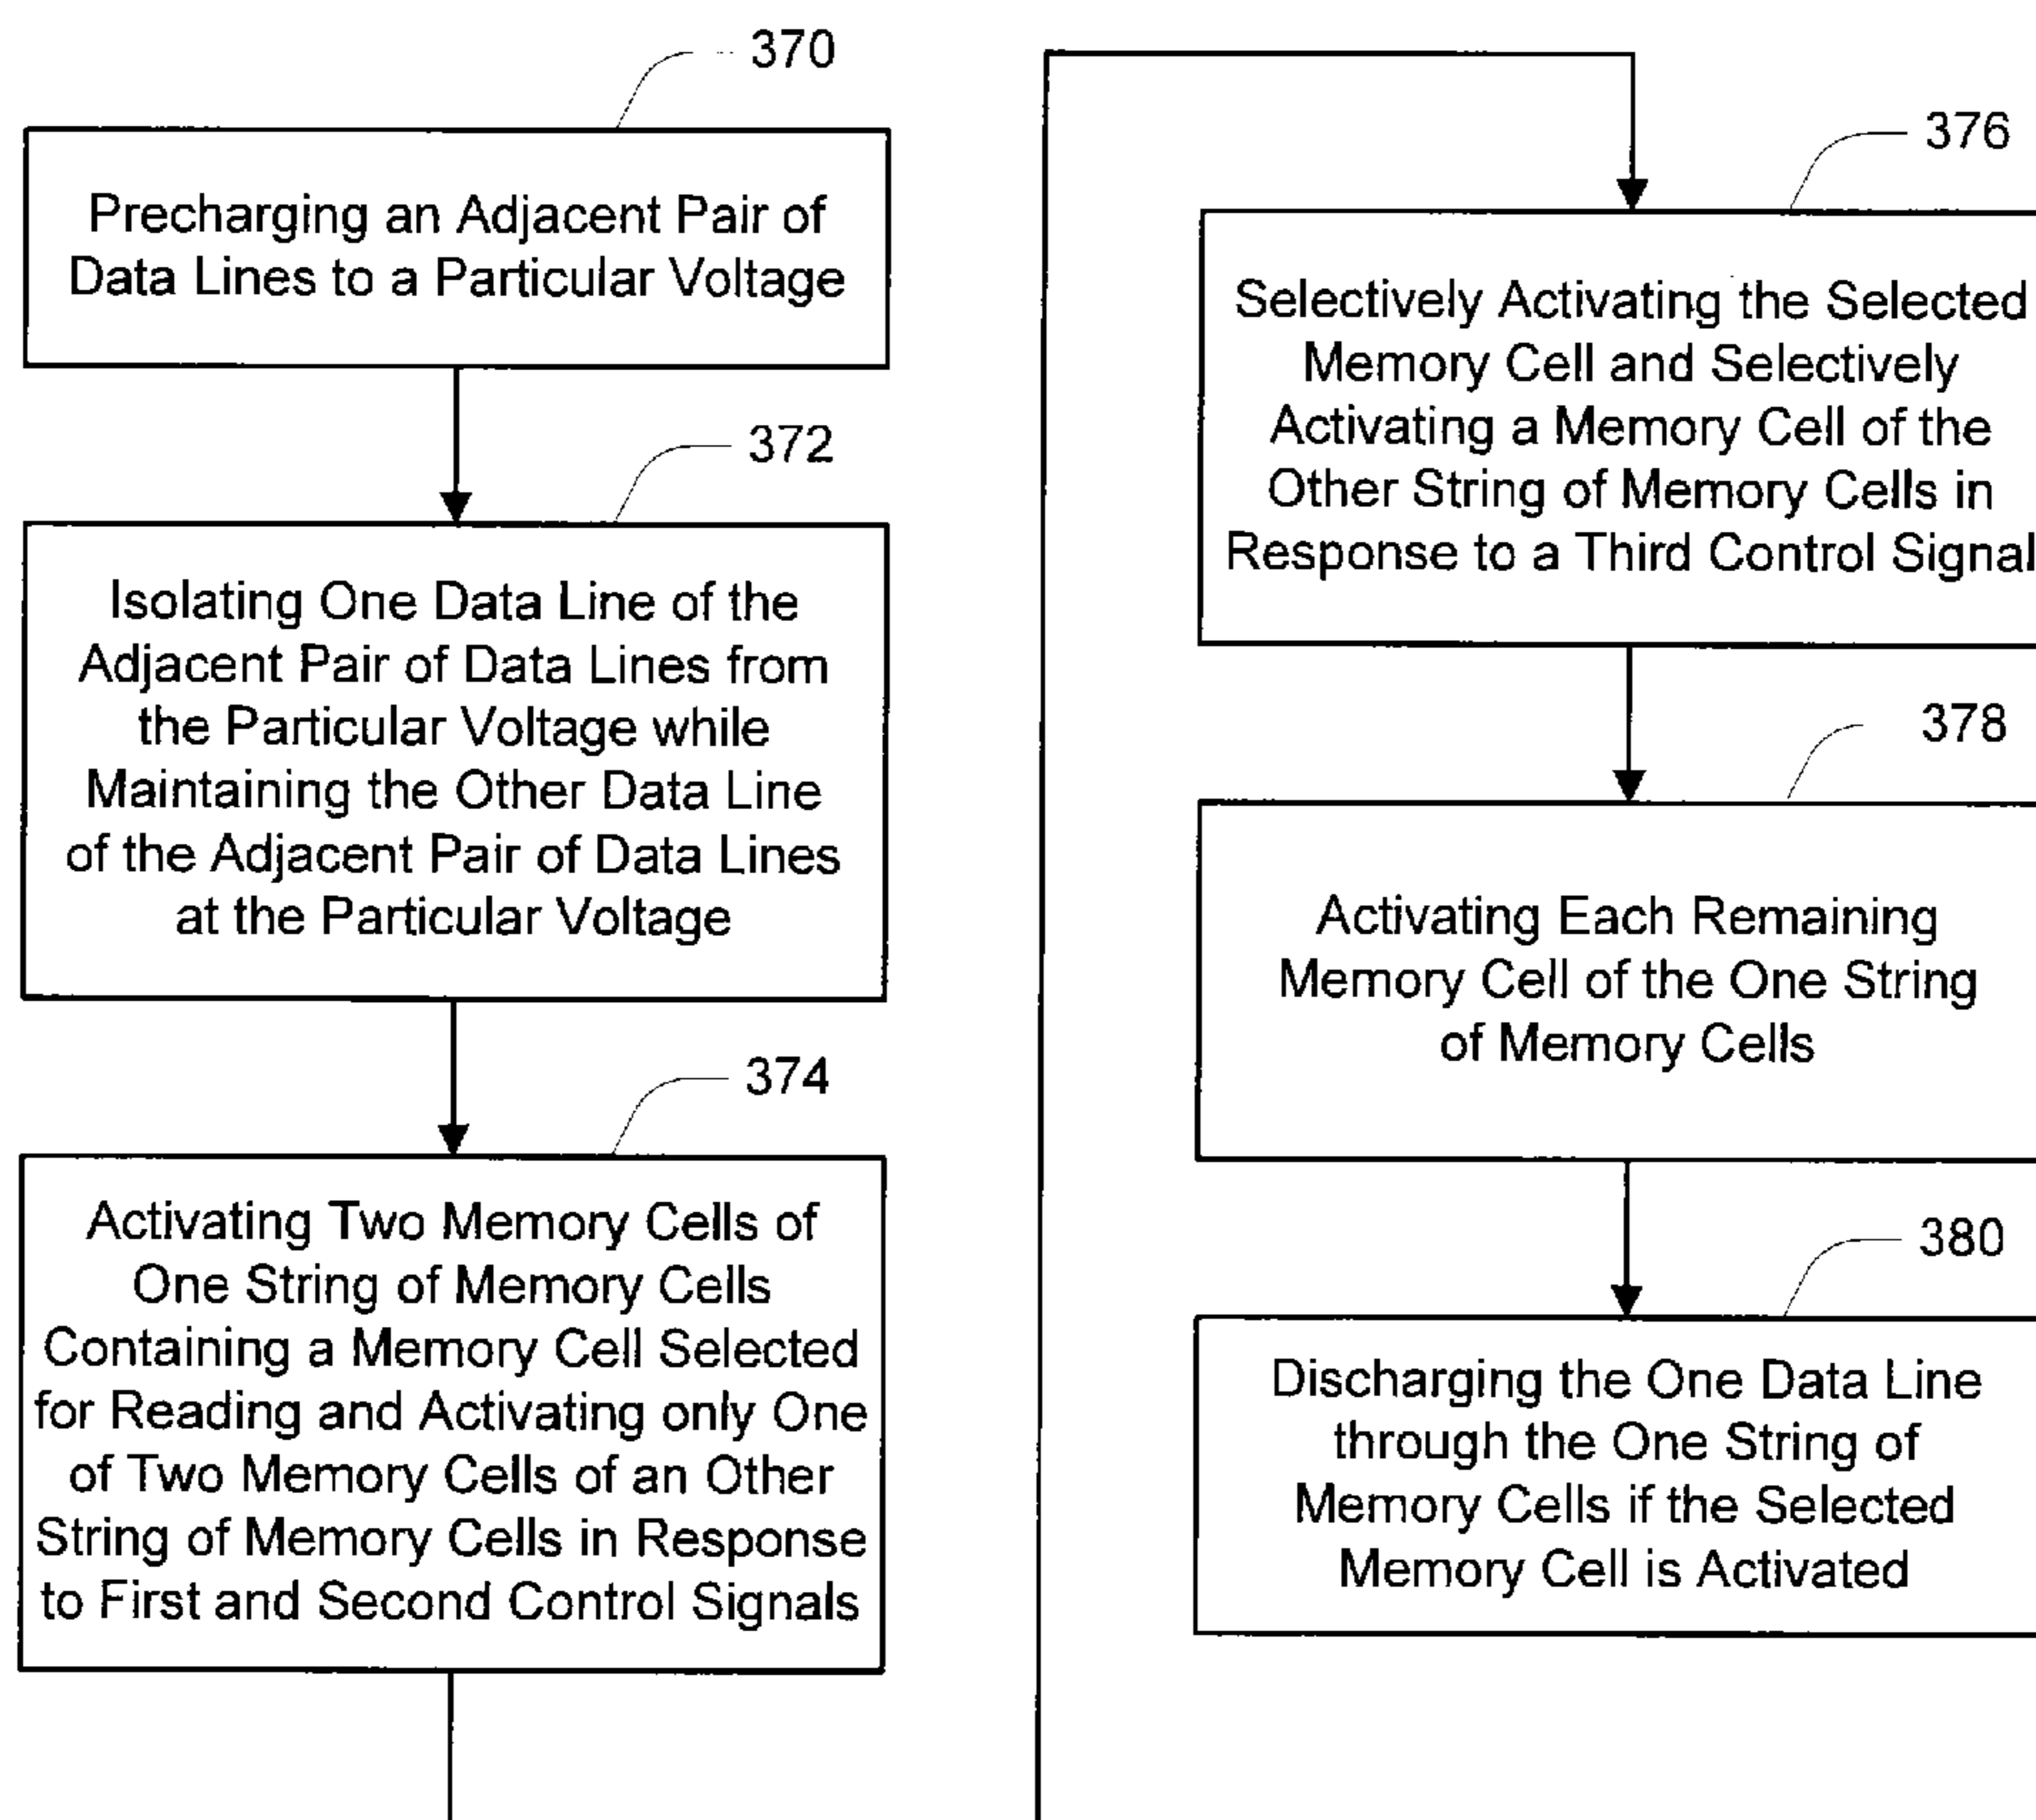 370
Precharging an Adjacent Pair of
Data Lines to a Particular Voltage
372
Isolating One Data Line of the
Adjacent Pair of Data Lines from
the Particular Voltage while
Maintaining the Other Data Line
of the Adjacent Pair of Data Lines
at the Particular Voltage
374
Activating Two Memory Cells of
One String of Memory Cells
Containing a Memory Cell Selected
for Reading and Activating only One
of Two Memory Cells of an Other
String of Memory Cells in Response
to First and Second Control Signals
376
Selectively Activating the Selected
Memory Cell and Selectively
Activating a Memory Cell of the
Other String of Memory Cells in
Response to a Third Control Signal
378
Activating Each Remaining
Memory Cell of the One String
of Memory Cells
380
Discharging the One Data Line
through the One String of
Memory Cells if the Selected
Memory Cell is Activated